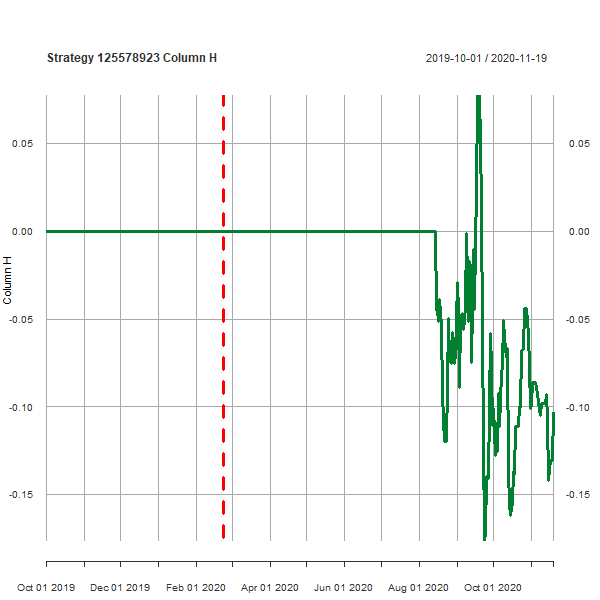 Strategy 125578923 Column H
2019-10-01 / 2020-11-19
0.05
0.05
0.00
0.00
Column H
-0.05
-0.05
-0.10
-0.10
-0.15
-0.15
Oct 01 2019
Dec 01 2019
Feb 01 2020
Apr 01 2020
Jun 01 2020
Aug 01 2020
Oct 01 2020